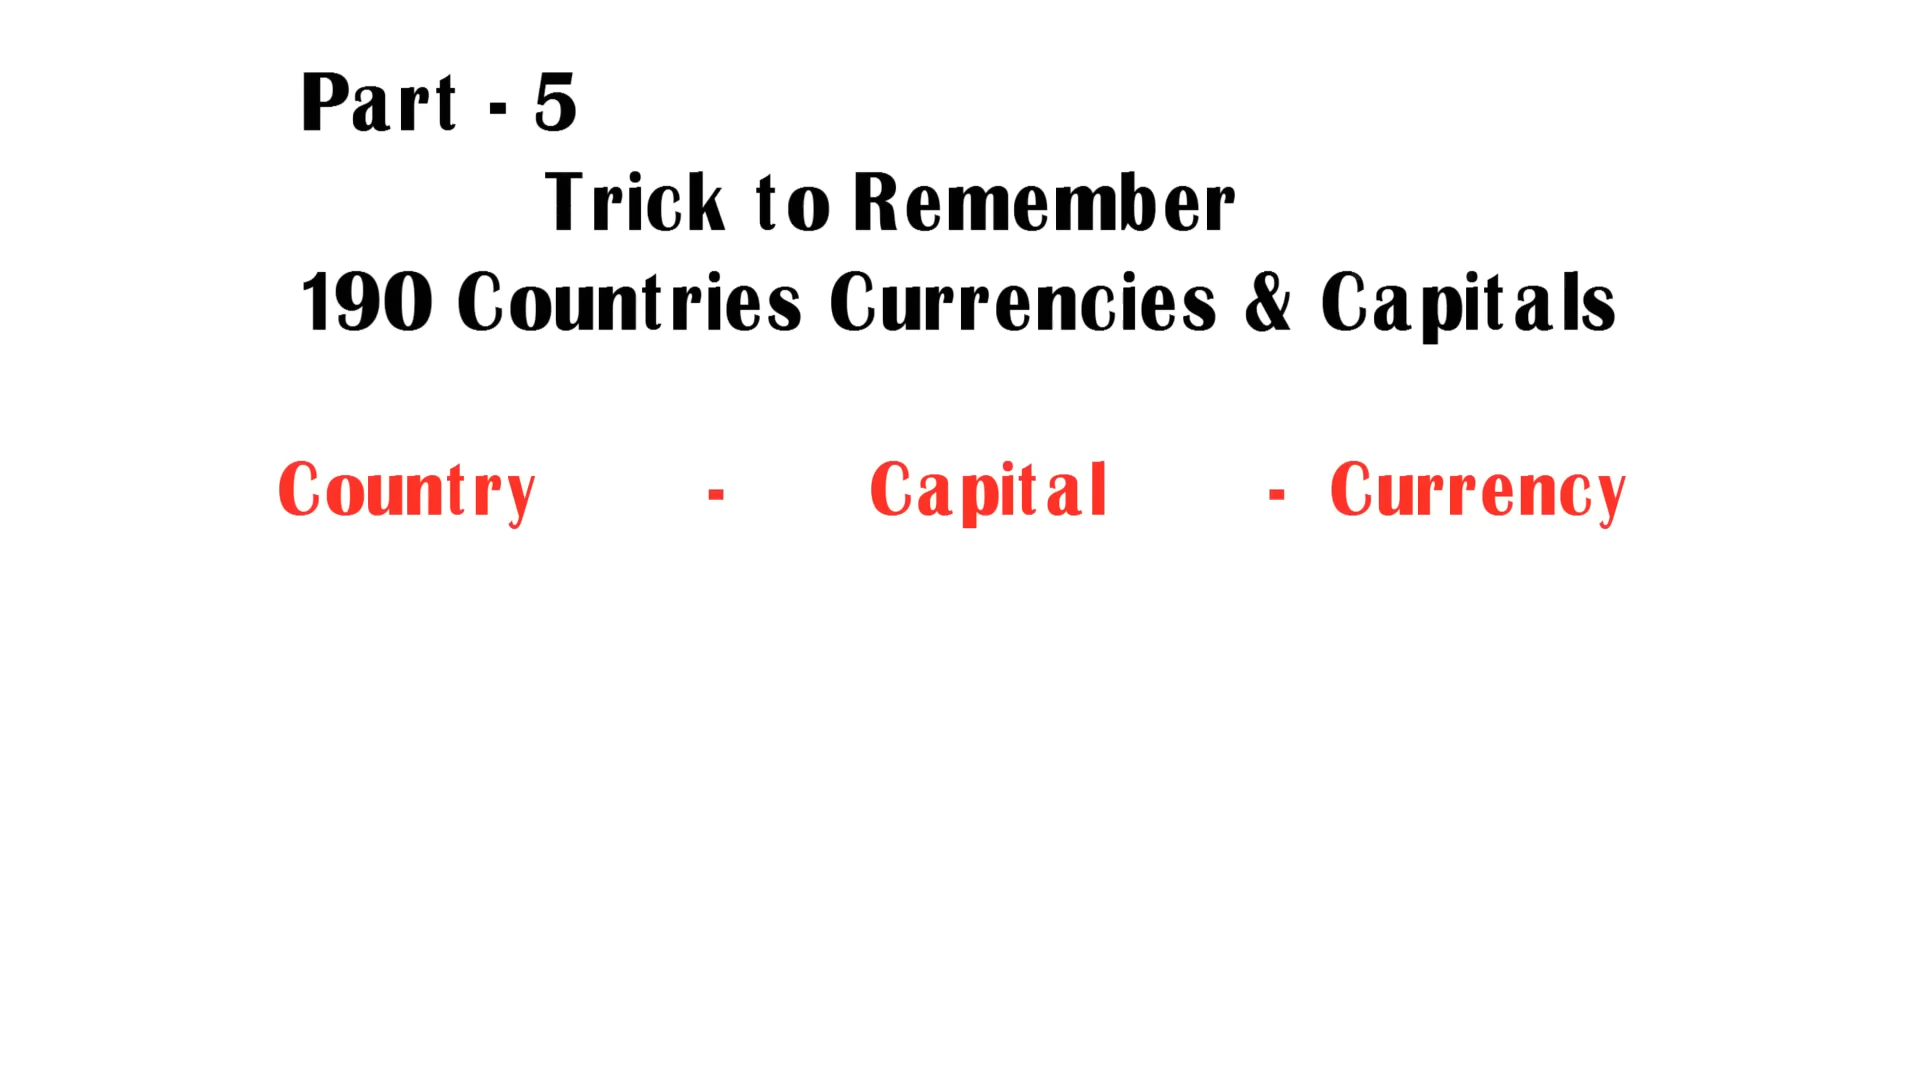 Part - 5
Trick to Remember
190 Countries Currencies & Capitals
Country - Capital - Currency